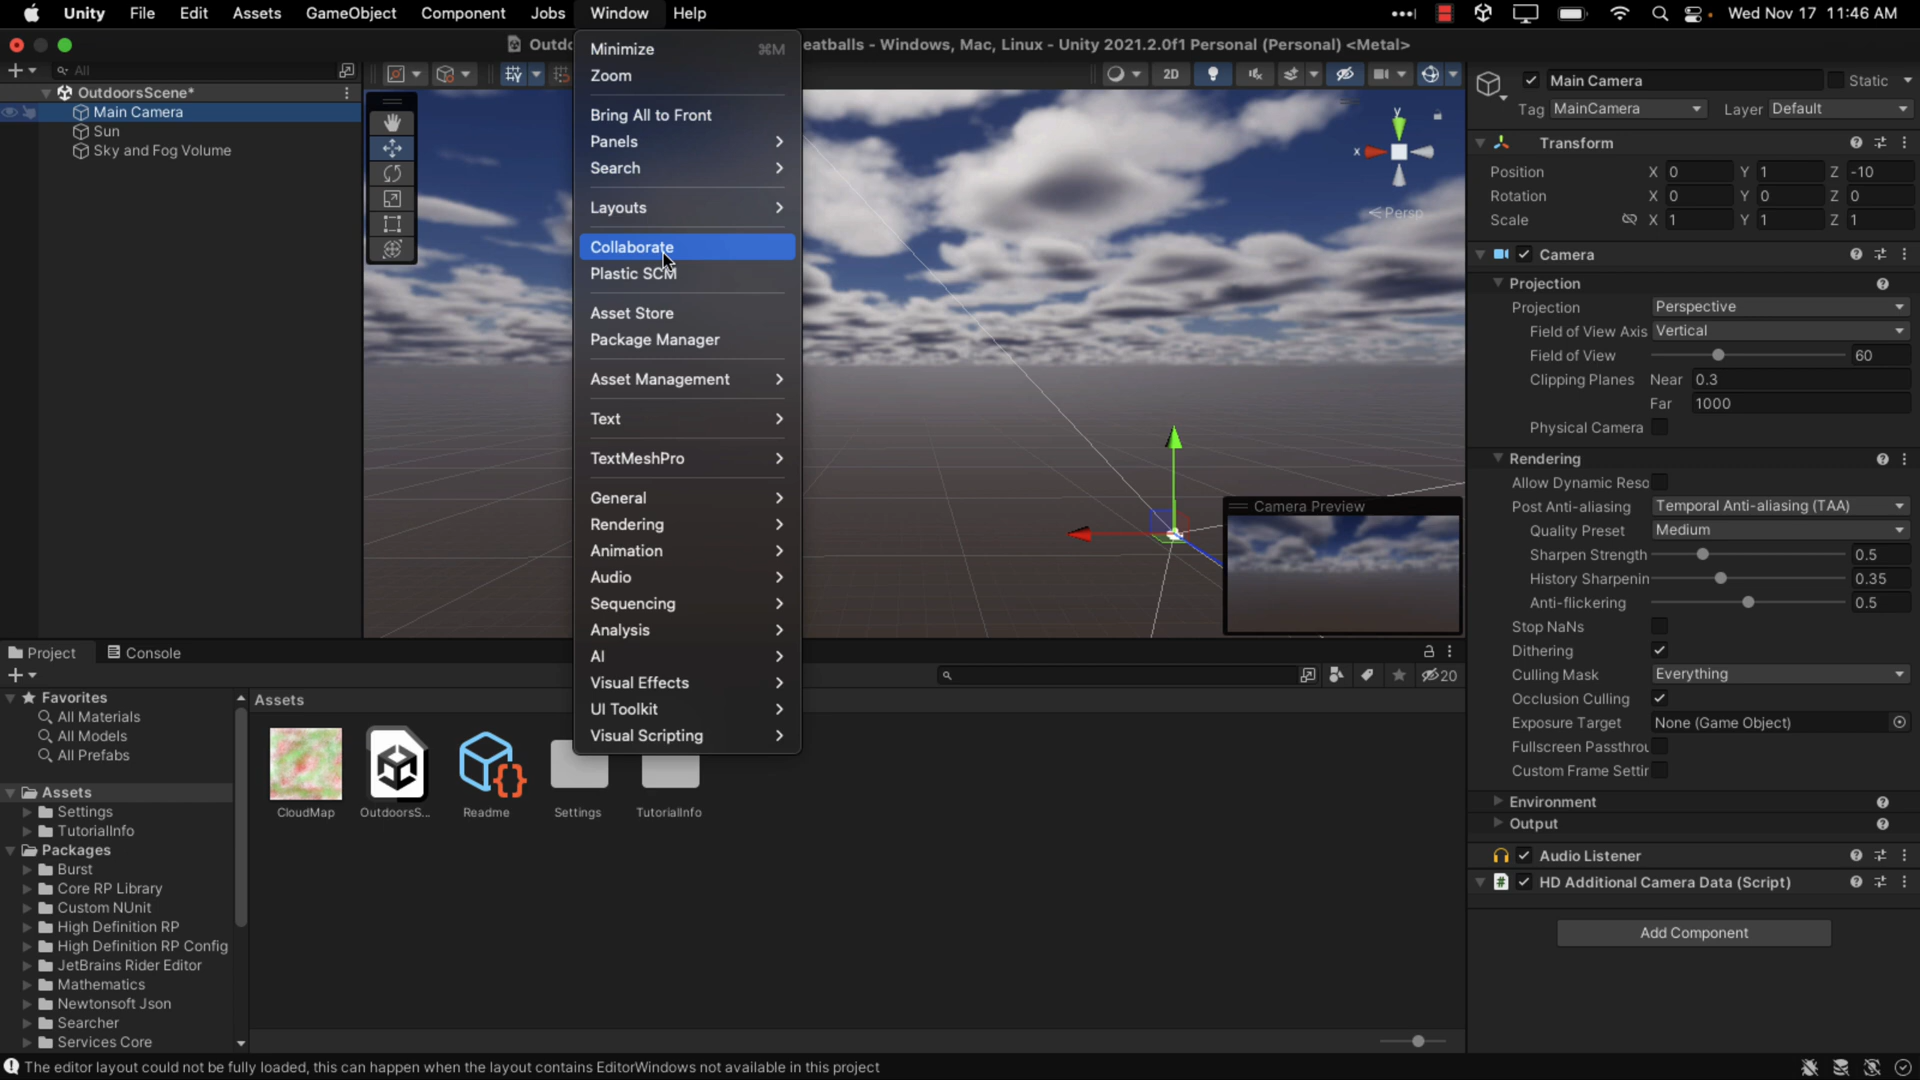 Unity File Edit Assets GameObject Component Jobs Window Help
Wed Nov 17 11:46 AM
eatballs - Windows, Mac, Linux - Unity 2021.2.0f1 Personal (Personal) <Metal>
Outdo
All
OutdoorsScene*
Main Camera
Sun
Sky and Fog Volume
Minimize ⌘M
Zoom
Bring All to Front
Panels
Search
Layouts
Collaborate
Plastic SCM
Asset Store
Package Manager
Asset Management
Text
TextMeshPro
General
Rendering
Animation
Audio
Sequencing
Analysis
AI
Visual Effects
UI Toolkit
Visual Scripting
2D
y
x
Persp
Camera Preview
Main Camera Static
Tag MainCamera Layer Default
Transform
Position X 0 Y 1 Z -10
Rotation X 0 Y 0 Z 0
Scale X 1 Y 1 Z 1
Camera
Projection
Projection Perspective
Field of View Axis Vertical
Field of View 60
Clipping Planes Near 0.3
Far 1000
Physical Camera
Rendering
Allow Dynamic Reso
Post Anti-aliasing Temporal Anti-aliasing (TAA)
Quality Preset Medium
Sharpen Strength 0.5
History Sharpenin 0.35
Anti-flickering 0.5
Stop NaNs
Dithering
Culling Mask Everything
Occlusion Culling
Exposure Target None (Game Object)
Fullscreen Passthrou
Custom Frame Settir
Environment
Output
Audio Listener
# HD Additional Camera Data (Script)
Add Component
Project Console
20
Favorites
All Materials
All Models
All Prefabs
Assets
Settings
TutorialInfo
Packages
Burst
Core RP Library
Custom NUnit
High Definition RP
High Definition RP Config
JetBrains Rider Editor
Mathematics
Newtonsoft Json
Searcher
Services Core
Assets
CloudMap OutdoorsS... Readme Settings TutorialInfo
The editor layout could not be fully loaded, this can happen when the layout contains EditorWindows not available in this project